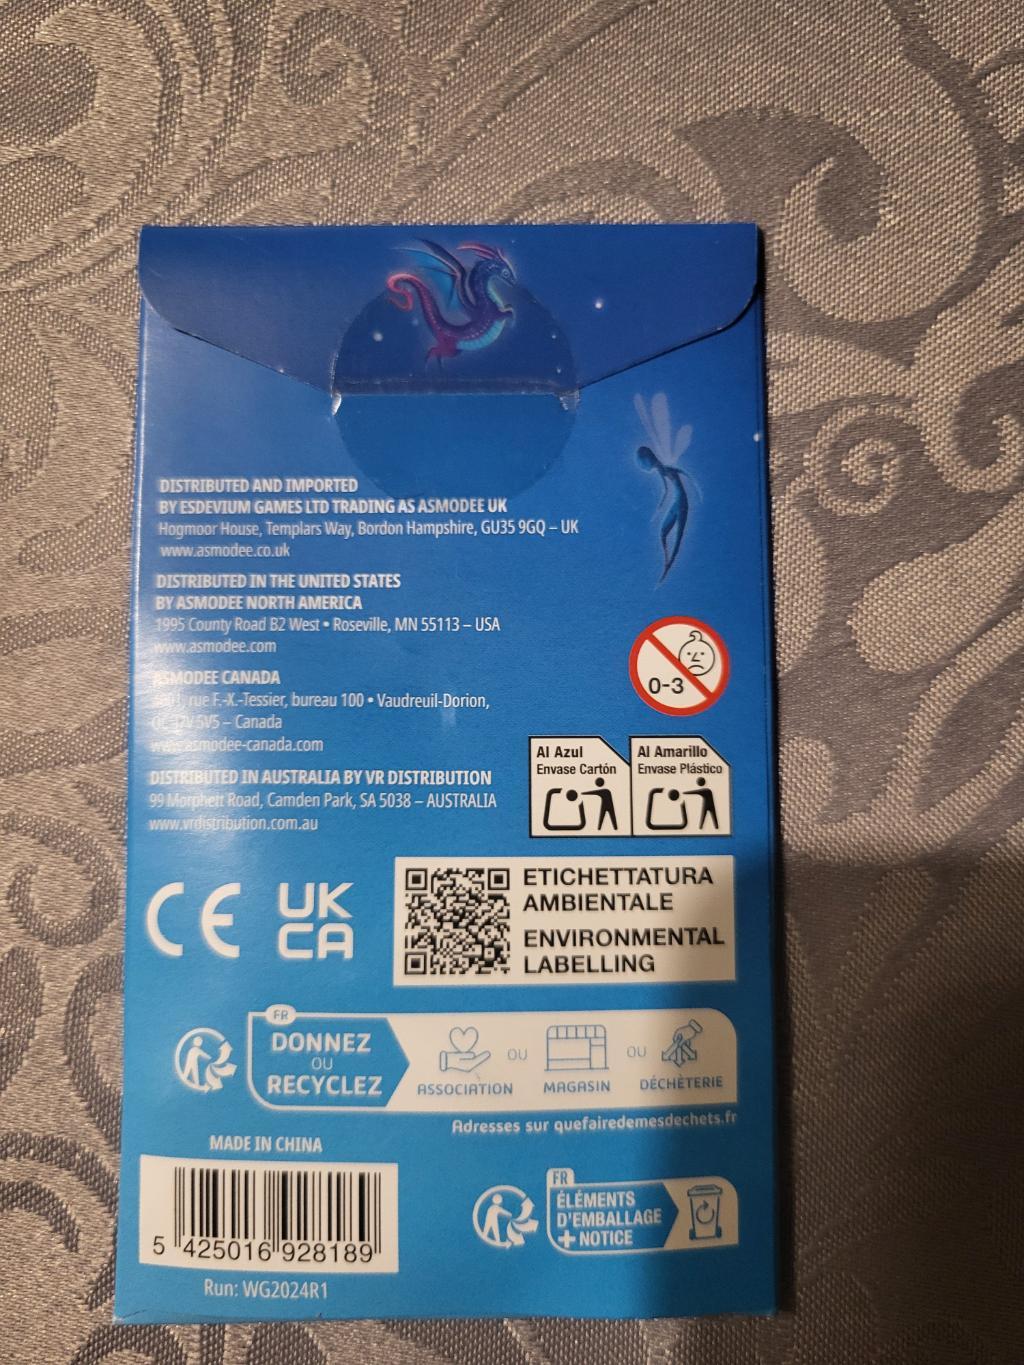 DISTRIBUTED AND IMPORTED
BY ESDEVIUM GAMES LTD TRADING AS ASMODEE UK
Hogmoor House, Templars Way, Bordon Hampshire, GU35 9GQ – UK
www.asmodee.co.uk
DISTRIBUTED IN THE UNITED STATES
BY ASMODEE NORTH AMERICA
1995 County Road B2 West • Roseville, MN 55113 – USA
www.asmodee.com
ASMODEE CANADA
rue F.-X.-Tessier, bureau 100 • Vaudreuil-Dorion,
QC 5V5 – Canada
www.asmodee-canada.com
DISTRIBUTED IN AUSTRALIA BY VR DISTRIBUTION
99 Morphett Road, Camden Park, SA 5038 – AUSTRALIA
www.vrdistribution.com.au
0-3
Al Azul
Envase Cartón
Al Amarillo
Envase Plástico
CE
UK
CA
ETICHETTATURA
AMBIENTALE
ENVIRONMENTAL
LABELLING
FR
DONNEZ
OU
RECYCLEZ
ASSOCIATION
OU
MAGASIN
OU
DÉCHÈTERIE
Adresses sur quefairedemesdechets.fr
MADE IN CHINA
5 425016 928189
Run: WG2024R1
FR
ÉLÉMENTS
D'EMBALLAGE
+ NOTICE